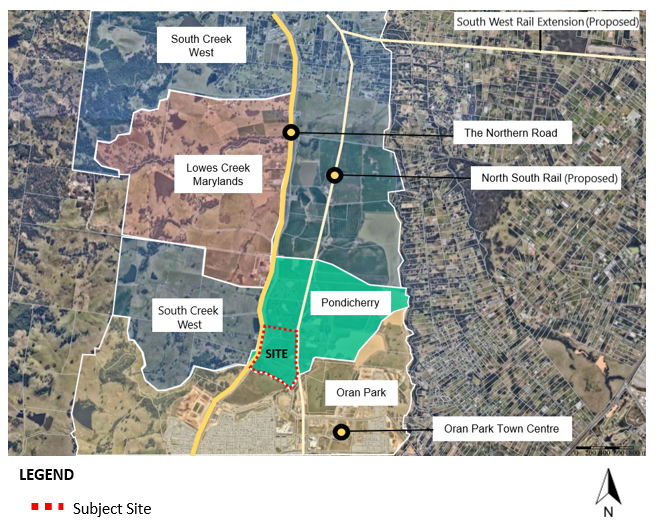 South West Rail Extension (Proposed)
South Creek
West
The Northern Road
Lowes Creek
Marylands
North South Rail (Proposed)
Pondicherry
South Creek
West
SITE
Oran Park
Oran Park Town Centre
LEGEND
Subject Site
N